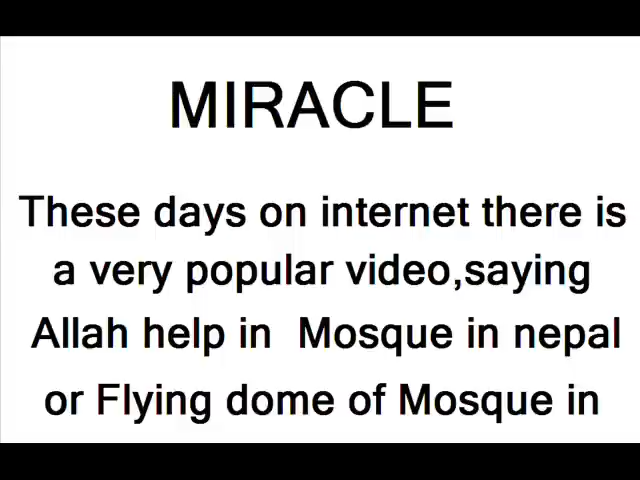 MIRACLE
These days on internet there is
a very popular video,saying
Allah help in  Mosque in nepal
or Flying dome of Mosque in